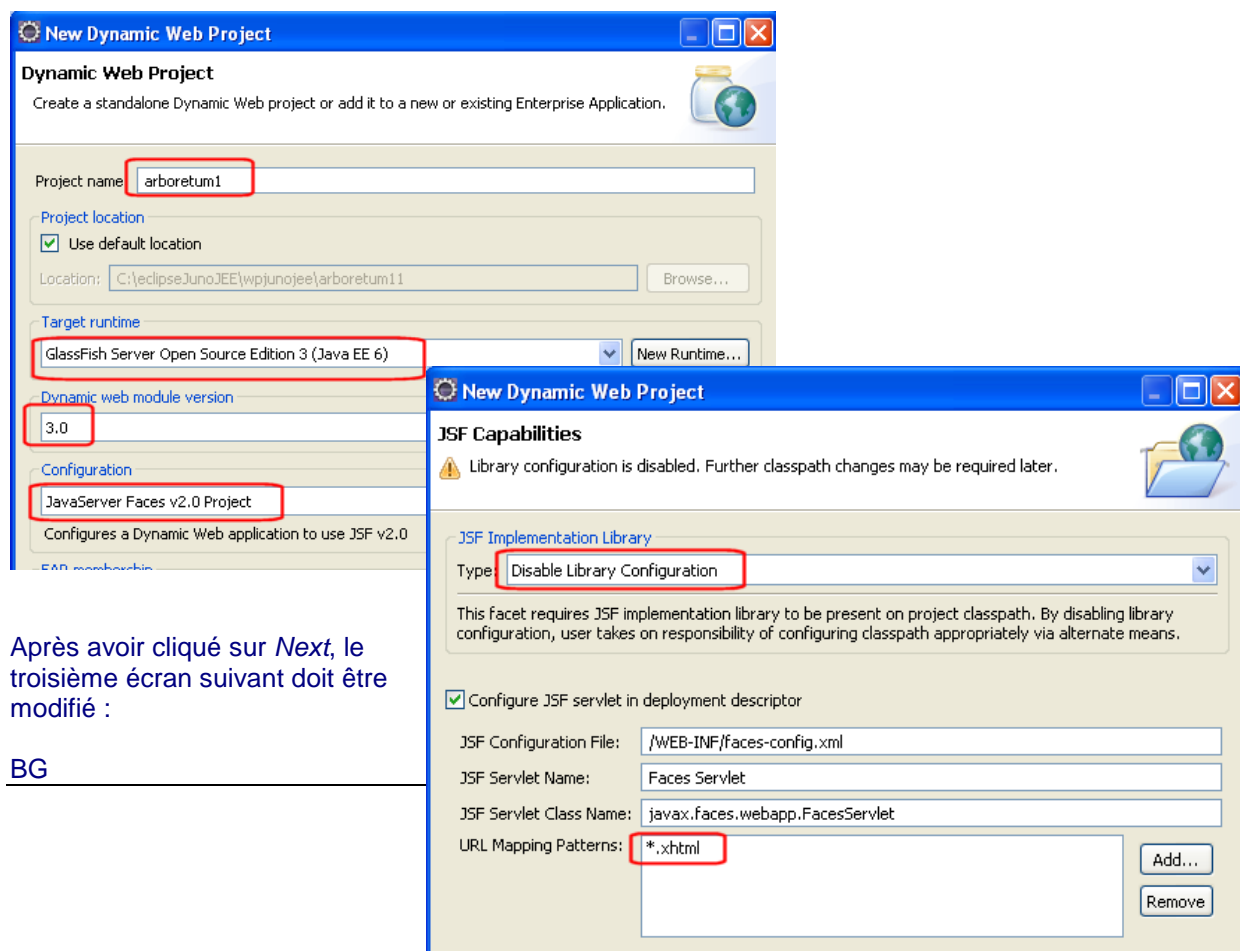 New Dynamic Web Project
Dynamic Web Project
Create a standalone Dynamic Web project or add it to a new or existing Enterprise Application.
Project name: arboretum1
Project location
Use default location
Location: C:\eclipseJunoJEE\wpjunojee\arboretum11 Browse...
Target runtime
GlassFish Server Open Source Edition 3 (Java EE 6) New Runtime...
Dynamic web module version
3.0
Configuration
JavaServer Faces v2.0 Project
Configures a Dynamic Web application to use JSF v2.0
EAR membership
Après avoir cliqué sur Next, le
troisième écran suivant doit être
modifié :
BG
New Dynamic Web Project
JSF Capabilities
Library configuration is disabled. Further classpath changes may be required later.
JSF Implementation Library
Type: Disable Library Configuration
This facet requires JSF implementation library to be present on project classpath. By disabling library
configuration, user takes on responsibility of configuring classpath appropriately via alternate means.
Configure JSF servlet in deployment descriptor
JSF Configuration File: /WEB-INF/faces-config.xml
JSF Servlet Name: Faces Servlet
JSF Servlet Class Name: javax.faces.webapp.FacesServlet
URL Mapping Patterns: *.xhtml
Add...
Remove